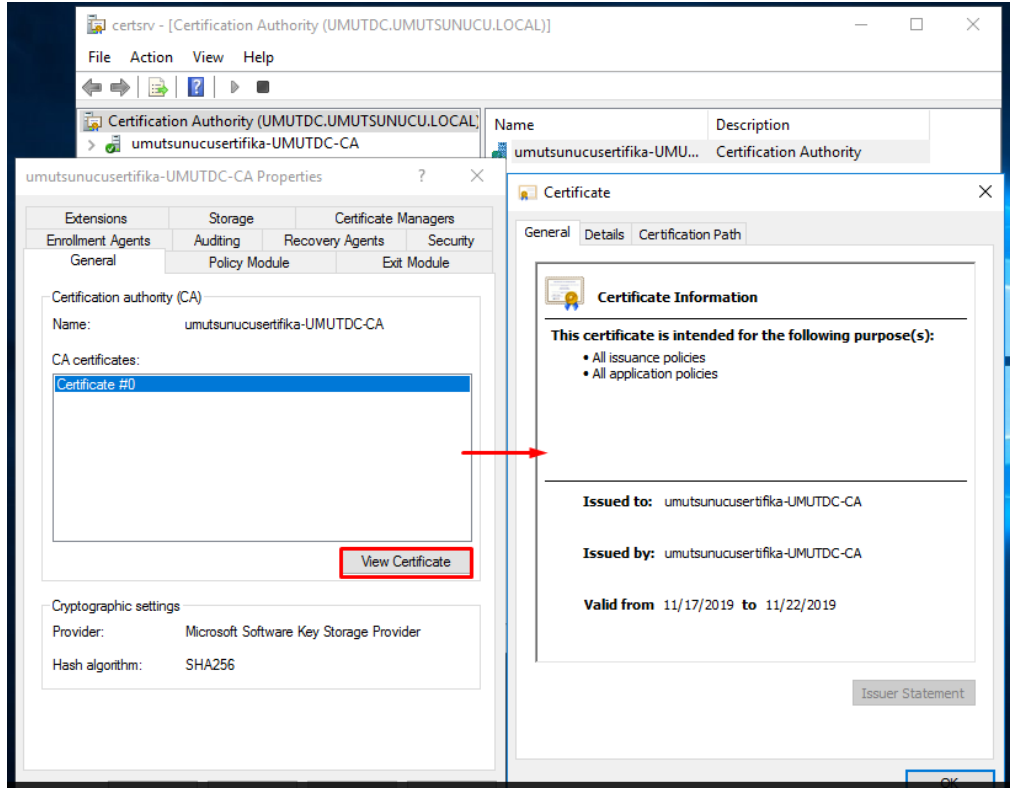 certsrv - [Certification Authority (UMUTDC.UMUTSUNUCU.LOCAL)]
File Action View Help
Certification Authority (UMUTDC.UMUTSUNUCU.LOCAL)
umutsunucusertifika-UMUTDC-CA
Name Description
umutsunucusertifika-UMU... Certification Authority
umutsunucusertifika-UMUTDC-CA Properties ?
Extensions Storage Certificate Managers
Enrollment Agents Auditing Recovery Agents Security
General Policy Module Exit Module
Certification authority (CA)
Name: umutsunucusertifika-UMUTDC-CA
CA certificates:
Certificate #0
View Certificate
Cryptographic settings
Provider: Microsoft Software Key Storage Provider
Hash algorithm: SHA256
Certificate
General Details Certification Path
Certificate Information
This certificate is intended for the following purpose(s):
• All issuance policies
• All application policies
Issued to: umutsunucusertifika-UMUTDC-CA
Issued by: umutsunucusertifika-UMUTDC-CA
Valid from 11/17/2019 to 11/22/2019
Issuer Statement
OK